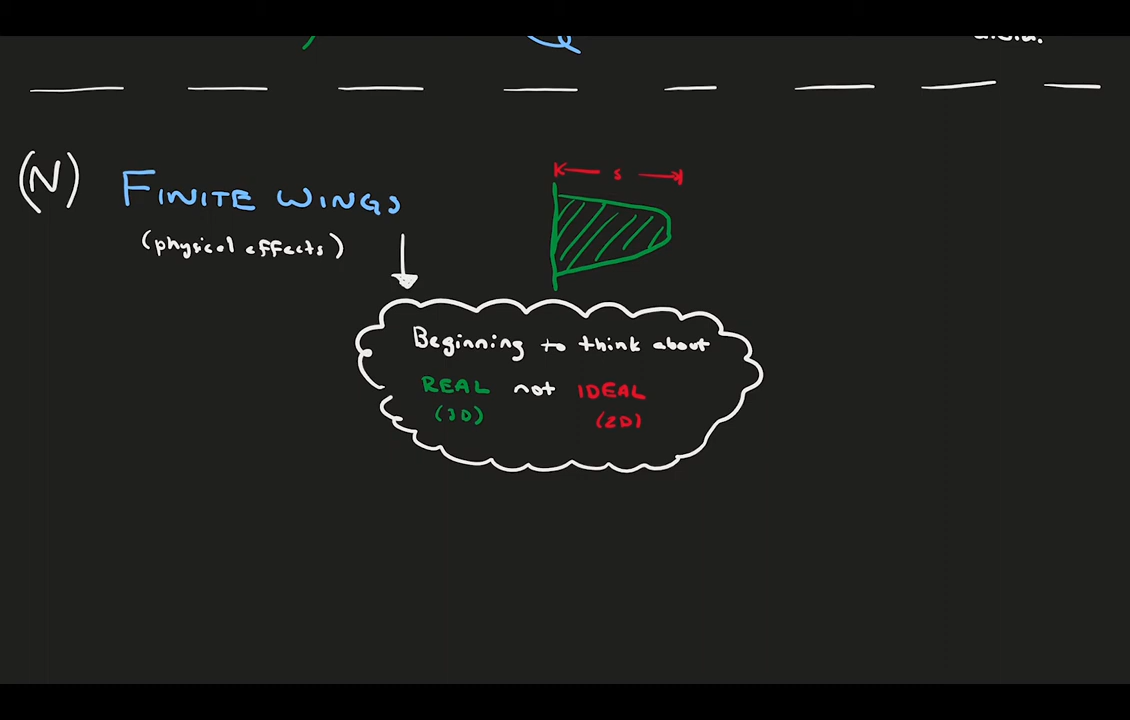 (N) FINITE WINGS
s
(physical effects)
Beginning to think about
REAL not IDEAL
(3D) (2D)